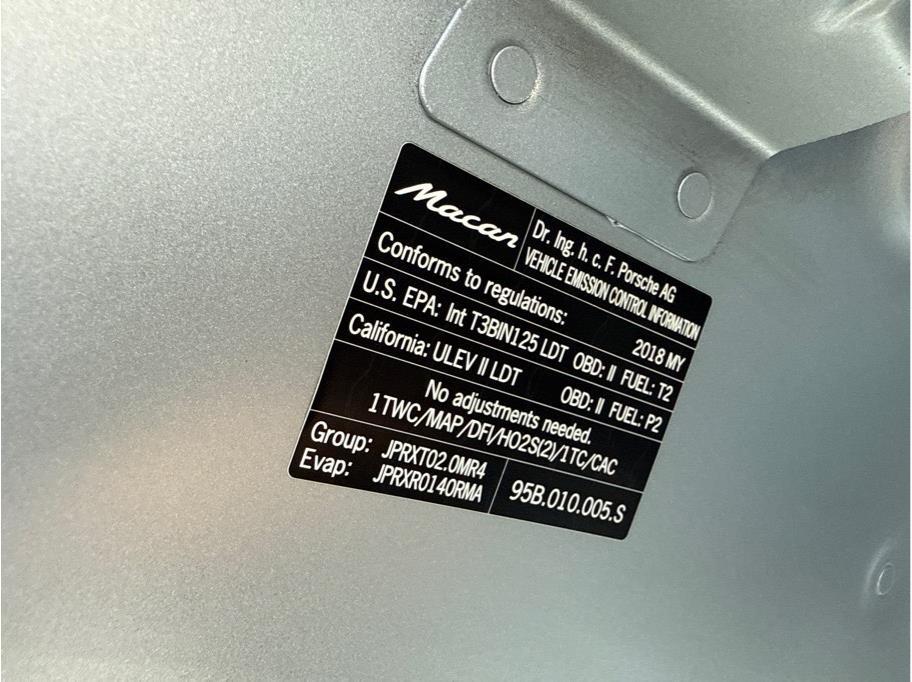 Macan
Dr. Ing. h. c. F. Porsche AG
VEHICLE EMISSION CONTROL INFORMATION
Conforms to regulations:
2018 MY
U.S. EPA: Int T3BIN125 LDT OBD: II FUEL: T2
California: ULEV II LDT OBD: II FUEL: P2
No adjustments needed.
1TWC/MAP/DFI/HO2S(2)/1TC/CAC
Group: JPRXT02.0MR4
Evap: JPRXR0140RMA
95B.010.005.S